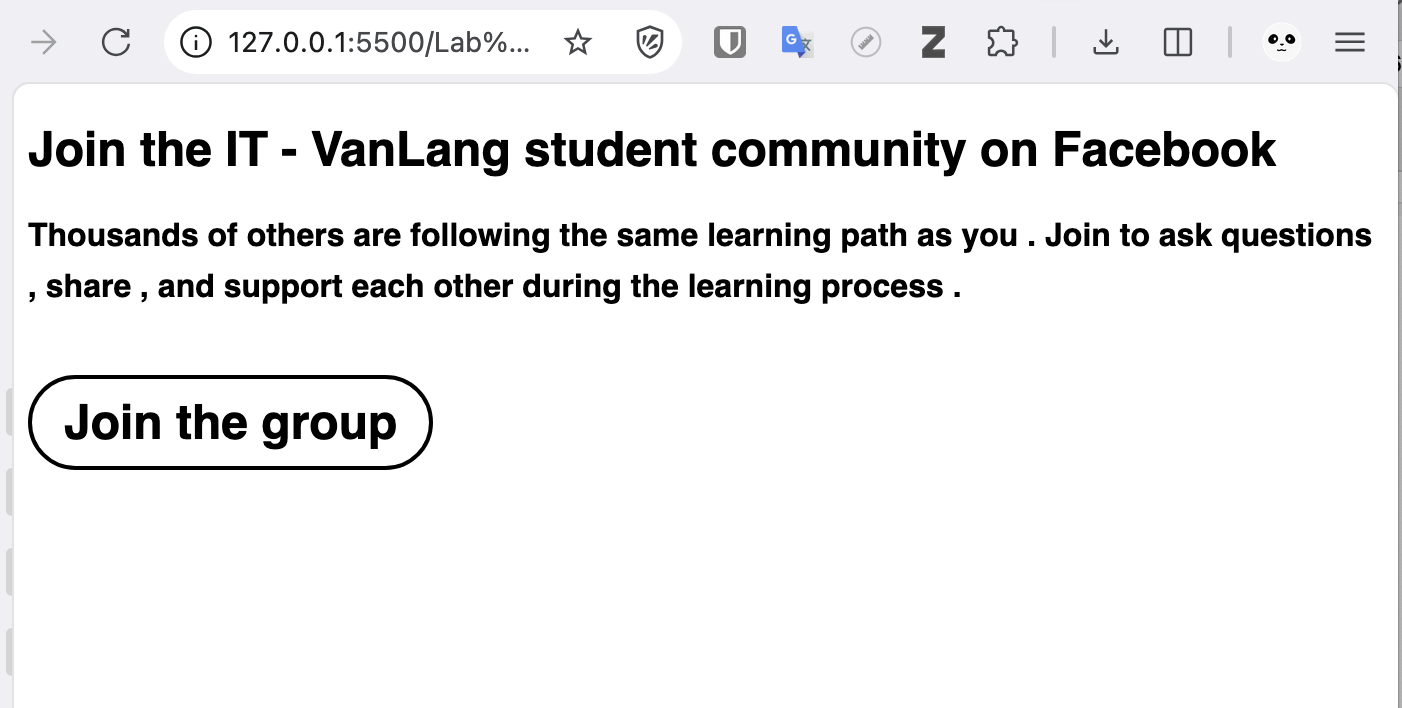 127.0.0.1:5500/Lab%...
Join the IT - VanLang student community on Facebook
Thousands of others are following the same learning path as you . Join to ask questions
, share , and support each other during the learning process .
Join the group